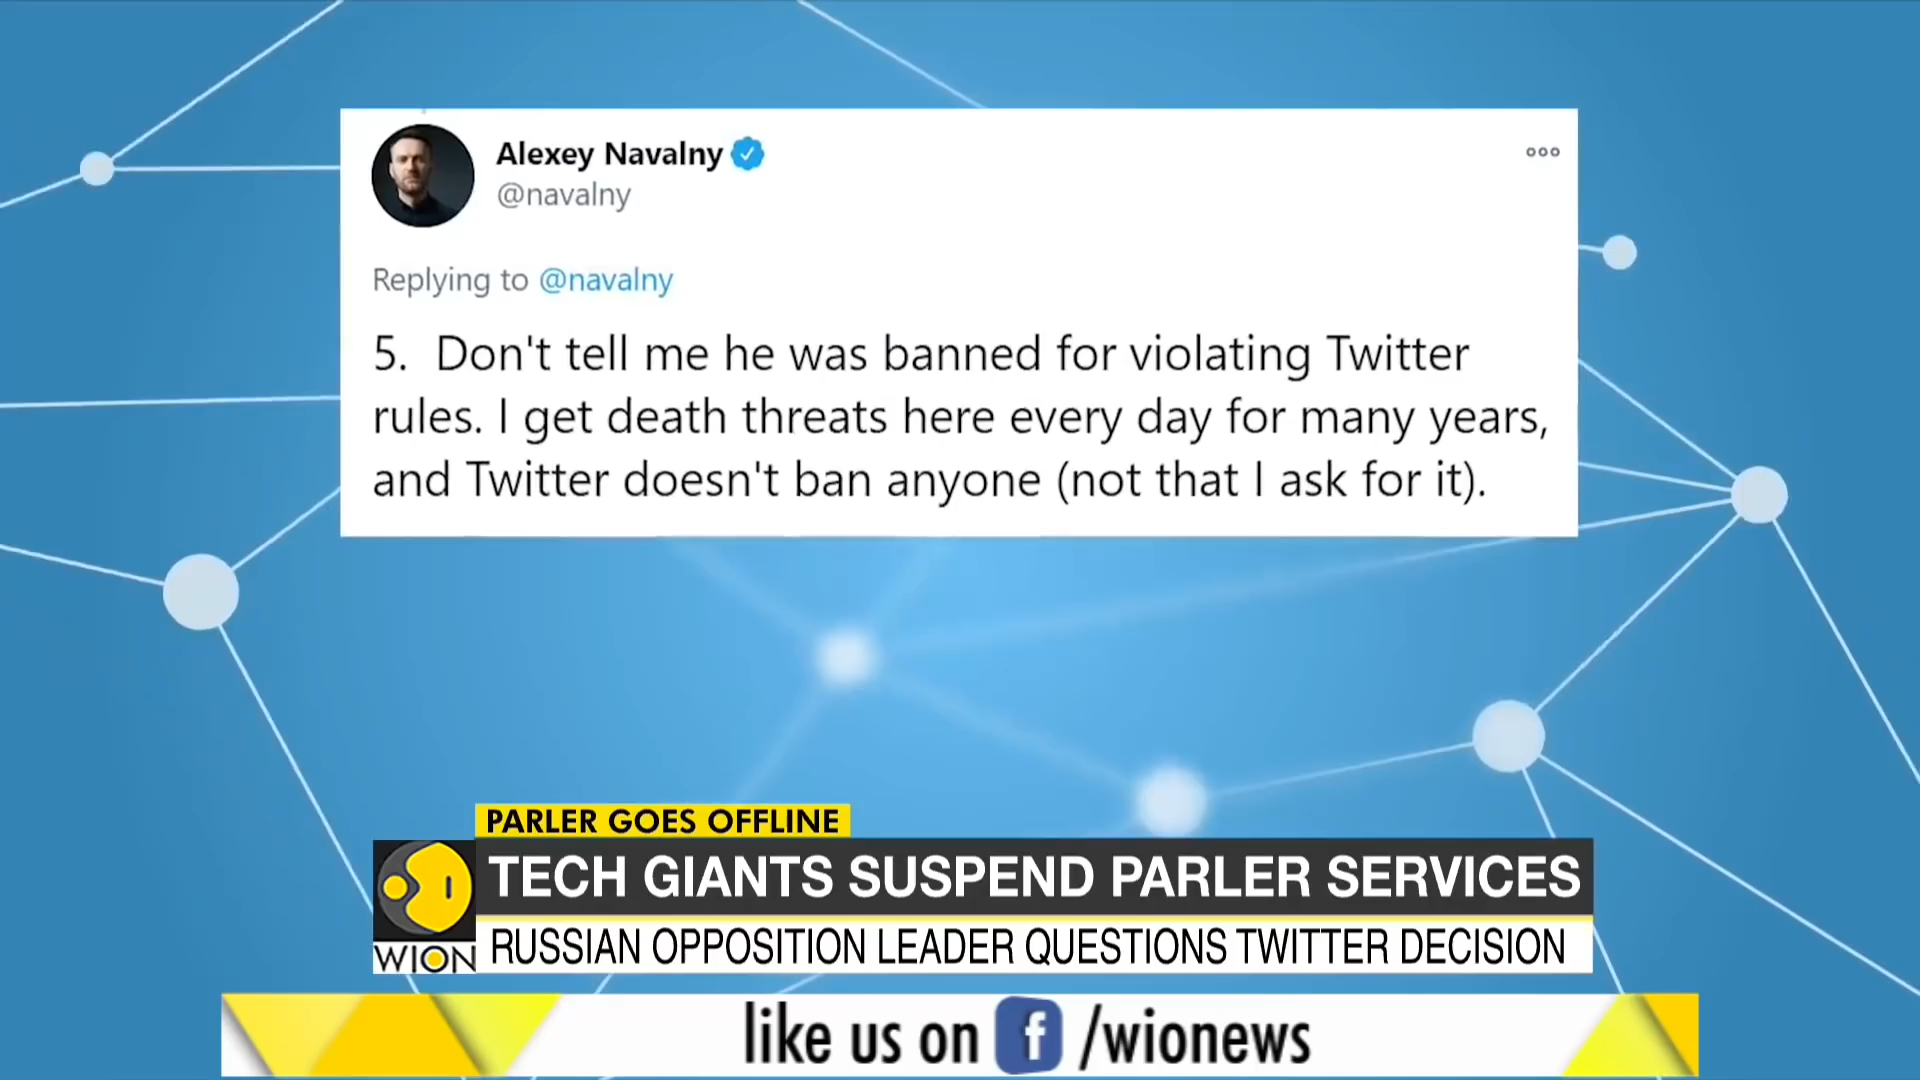 Alexey Navalny
@navalny
Replying to @navalny
5. Don't tell me he was banned for violating Twitter
rules. I get death threats here every day for many years,
and Twitter doesn't ban anyone (not that I ask for it).
PARLER GOES OFFLINE
TECH GIANTS SUSPEND PARLER SERVICES
WION
RUSSIAN OPPOSITION LEADER QUESTIONS TWITTER DECISION
like us on f /wionews